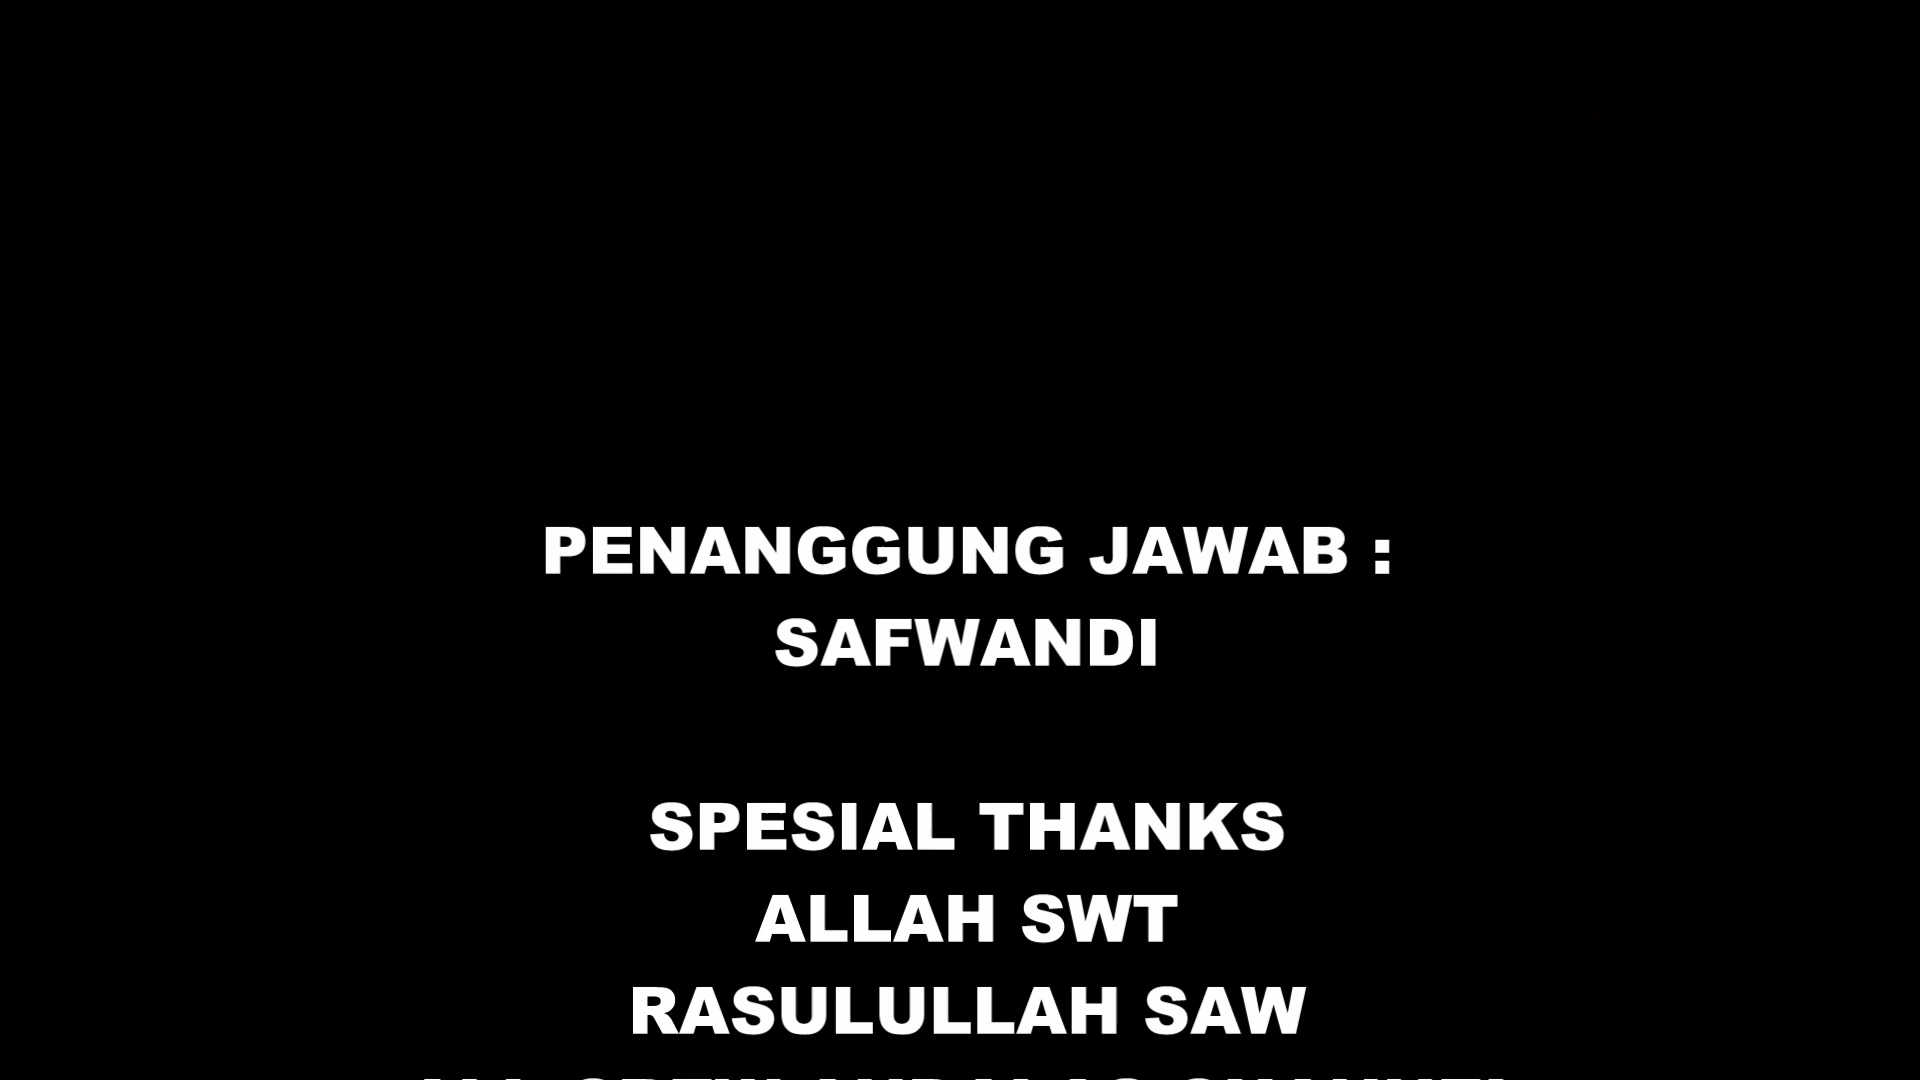 PENANGGUNG JAWAB :
SAFWANDI
SPESIAL THANKS
ALLAH SWT
RASULULLAH SAW